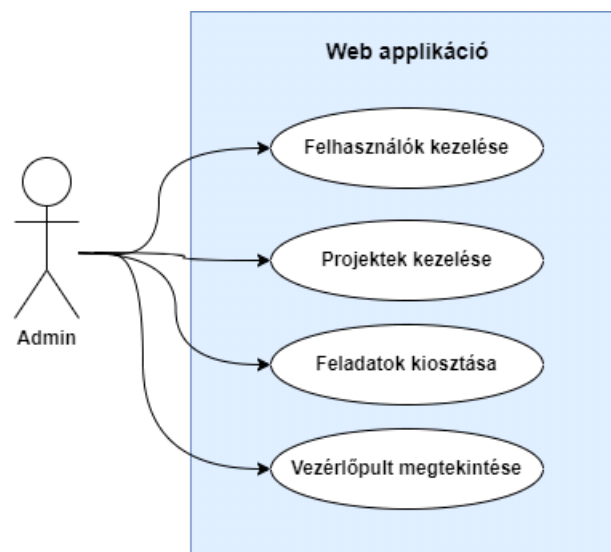 Web applikáció
Felhasználók kezelése
Projektek kezelése
Admin
Feladatok kiosztása
Vezérlőpult megtekintése